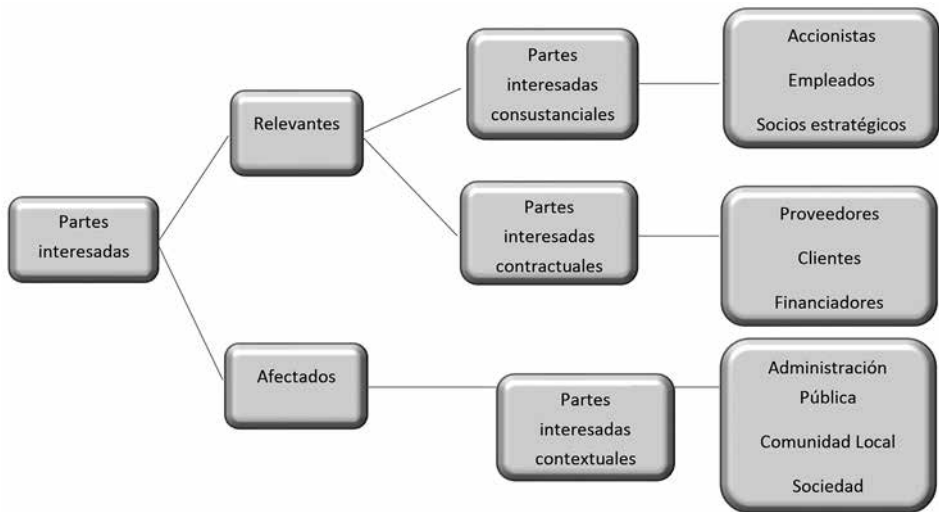 Partes
interesadas
Relevantes
Afectados
Partes
interesadas
consustanciales
Partes
interesadas
contractuales
Partes
interesadas
contextuales
Accionistas
Empleados
Socios estratégicos
Proveedores
Clientes
Financiadores
Administración
Pública
Comunidad Local
Sociedad